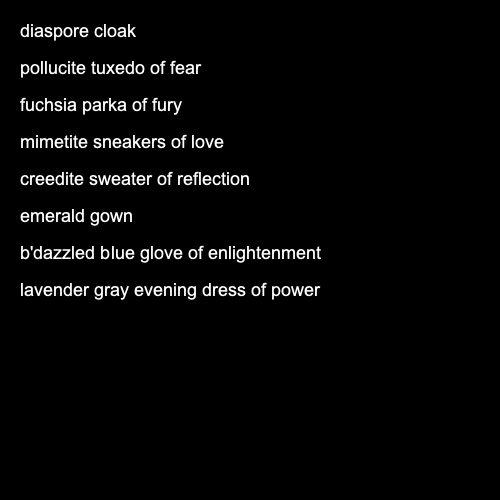 diaspore cloak
pollucite tuxedo of fear
fuchsia parka of fury
mimetite sneakers of love
creedite sweater of reflection
emerald gown
b'dazzled blue glove of enlightenment
lavender gray evening dress of power